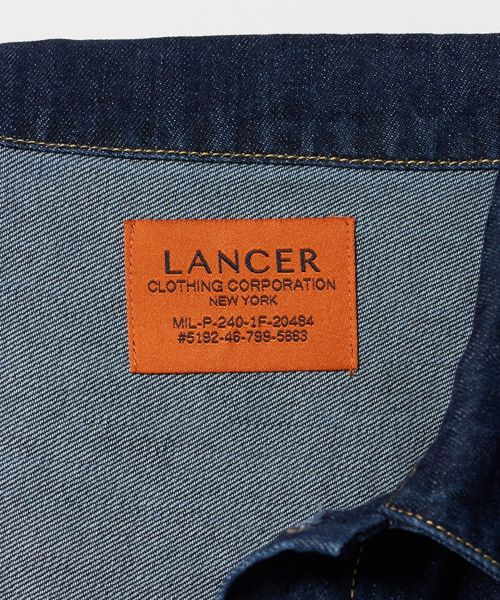 LANCER
CLOTHING CORPORATION
NEW YORK
MIL-P-240-1F-20484
#5192-46-799-5663